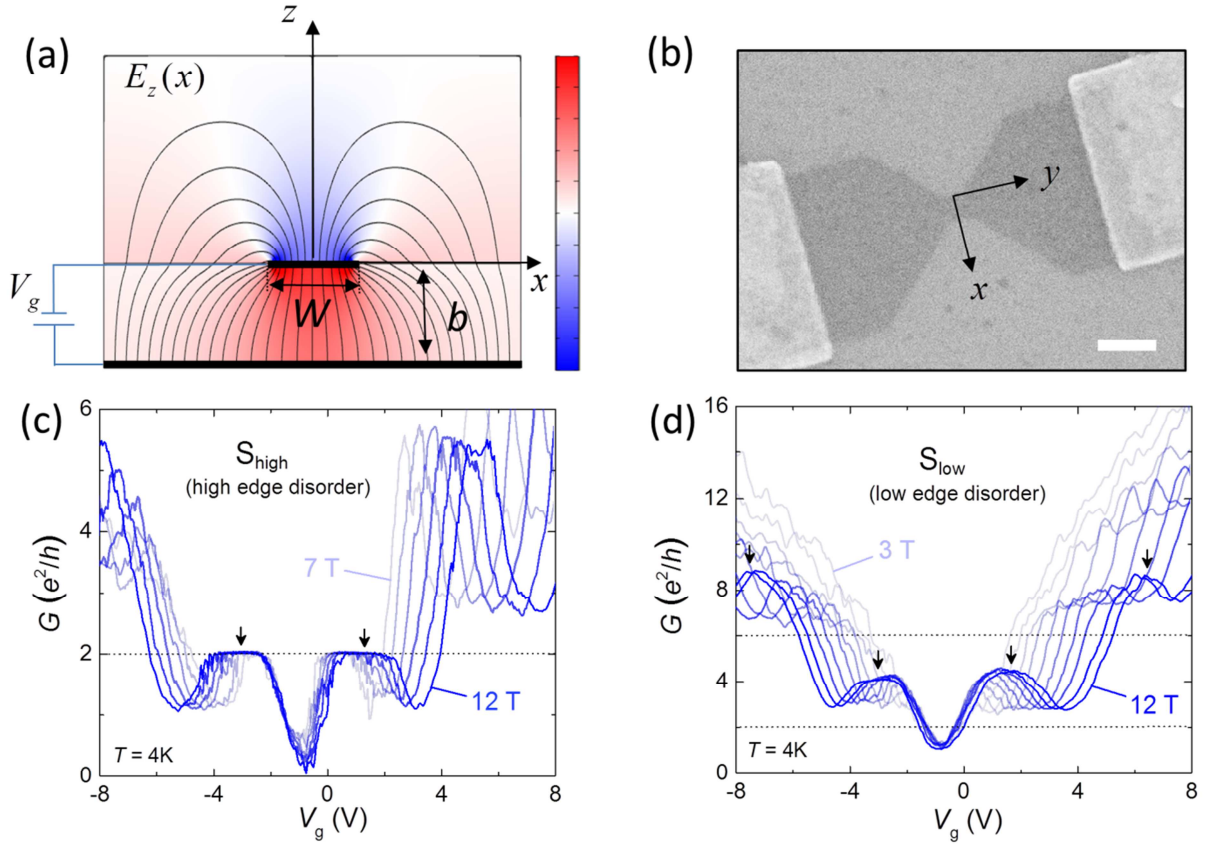 (a)
z
E_z(x)
x
V_g
W
b
(b)
y
x
(c)
6
4
2
0
G (e²/h)
S_high
(high edge disorder)
7 T
12 T
T = 4K
-8
-4
0
4
8
V_g (V)
(d)
16
12
8
4
0
G (e²/h)
S_low
(low edge disorder)
3 T
12 T
T = 4K
-8
-4
0
4
8
V_g (V)